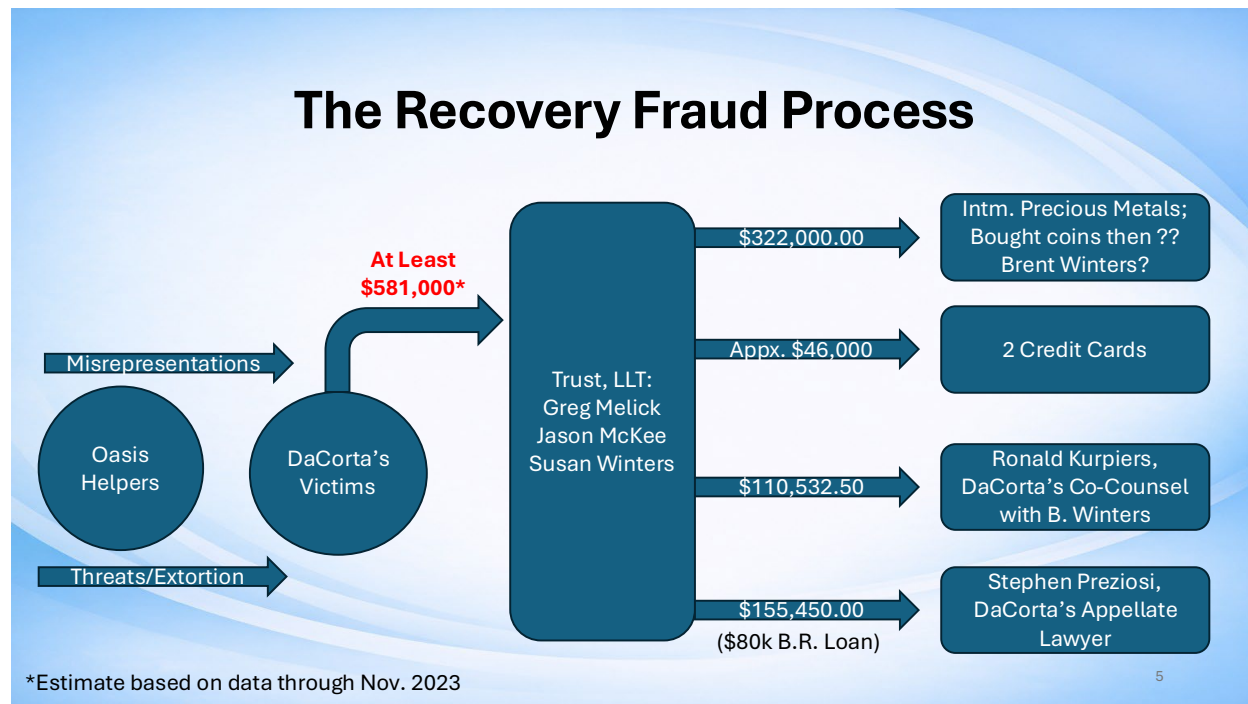 The Recovery Fraud Process
At Least
$581,000*
Misrepresentations
Oasis
Helpers
DaCorta's
Victims
Threats/Extortion
Trust, LLT:
Greg Melick
Jason McKee
Susan Winters
$322,000.00
Intm. Precious Metals;
Bought coins then ??
Brent Winters?
Appx. $46,000
2 Credit Cards
$110,532.50
Ronald Kurpiers,
DaCorta's Co-Counsel
with B. Winters
$155,450.00
($80k B.R. Loan)
Stephen Preziosi,
DaCorta's Appellate
Lawyer
*Estimate based on data through Nov. 2023
5